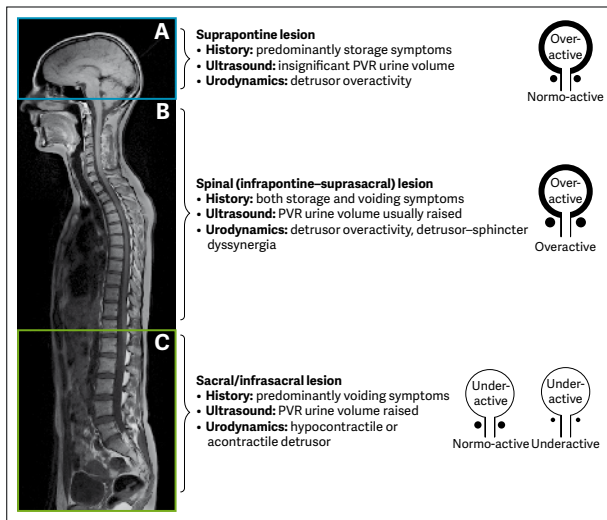 A
Suprapontine lesion
• History: predominantly storage symptoms
• Ultrasound: insignificant PVR urine volume
• Urodynamics: detrusor overactivity
Over-
active
Normo-active
B
Spinal (infrapontine–suprasacral) lesion
• History: both storage and voiding symptoms
• Ultrasound: PVR urine volume usually raised
• Urodynamics: detrusor overactivity, detrusor–sphincter
dyssynergia
Over-
active
Overactive
C
Sacral/infrasacral lesion
• History: predominantly voiding symptoms
• Ultrasound: PVR urine volume raised
• Urodynamics: hypocontractile or
acontractile detrusor
Under-
active
Normo-active
Under-
active
Underactive